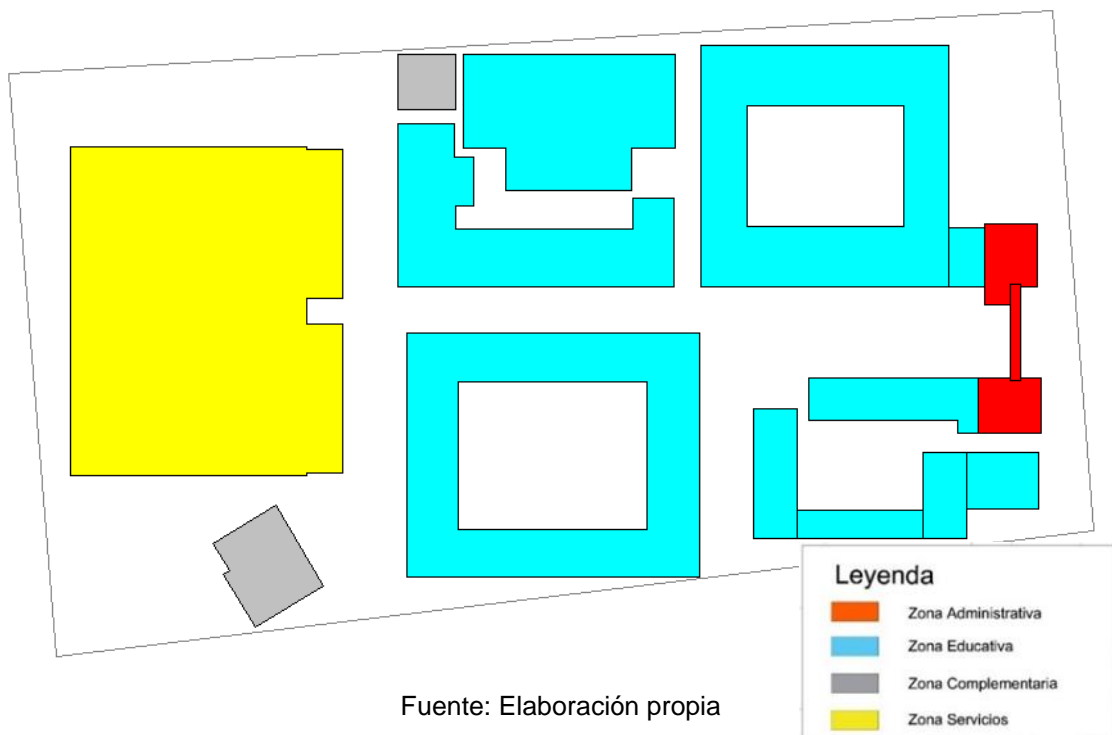 Leyenda
Zona Administrativa
Zona Educativa
Zona Complementaria
Zona Servicios
Fuente: Elaboración propia